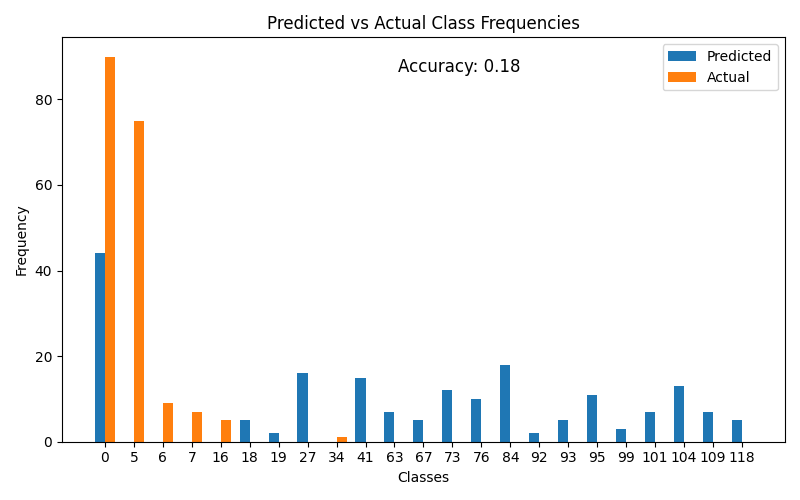 Predicted vs Actual Class Frequencies
Accuracy: 0.18
Predicted
Actual
Frequency
80
60
40
20
0
0 5 6 7 16 18 19 27 34 41 63 67 73 76 84 92 93 95 99 101 104 109 118
Classes